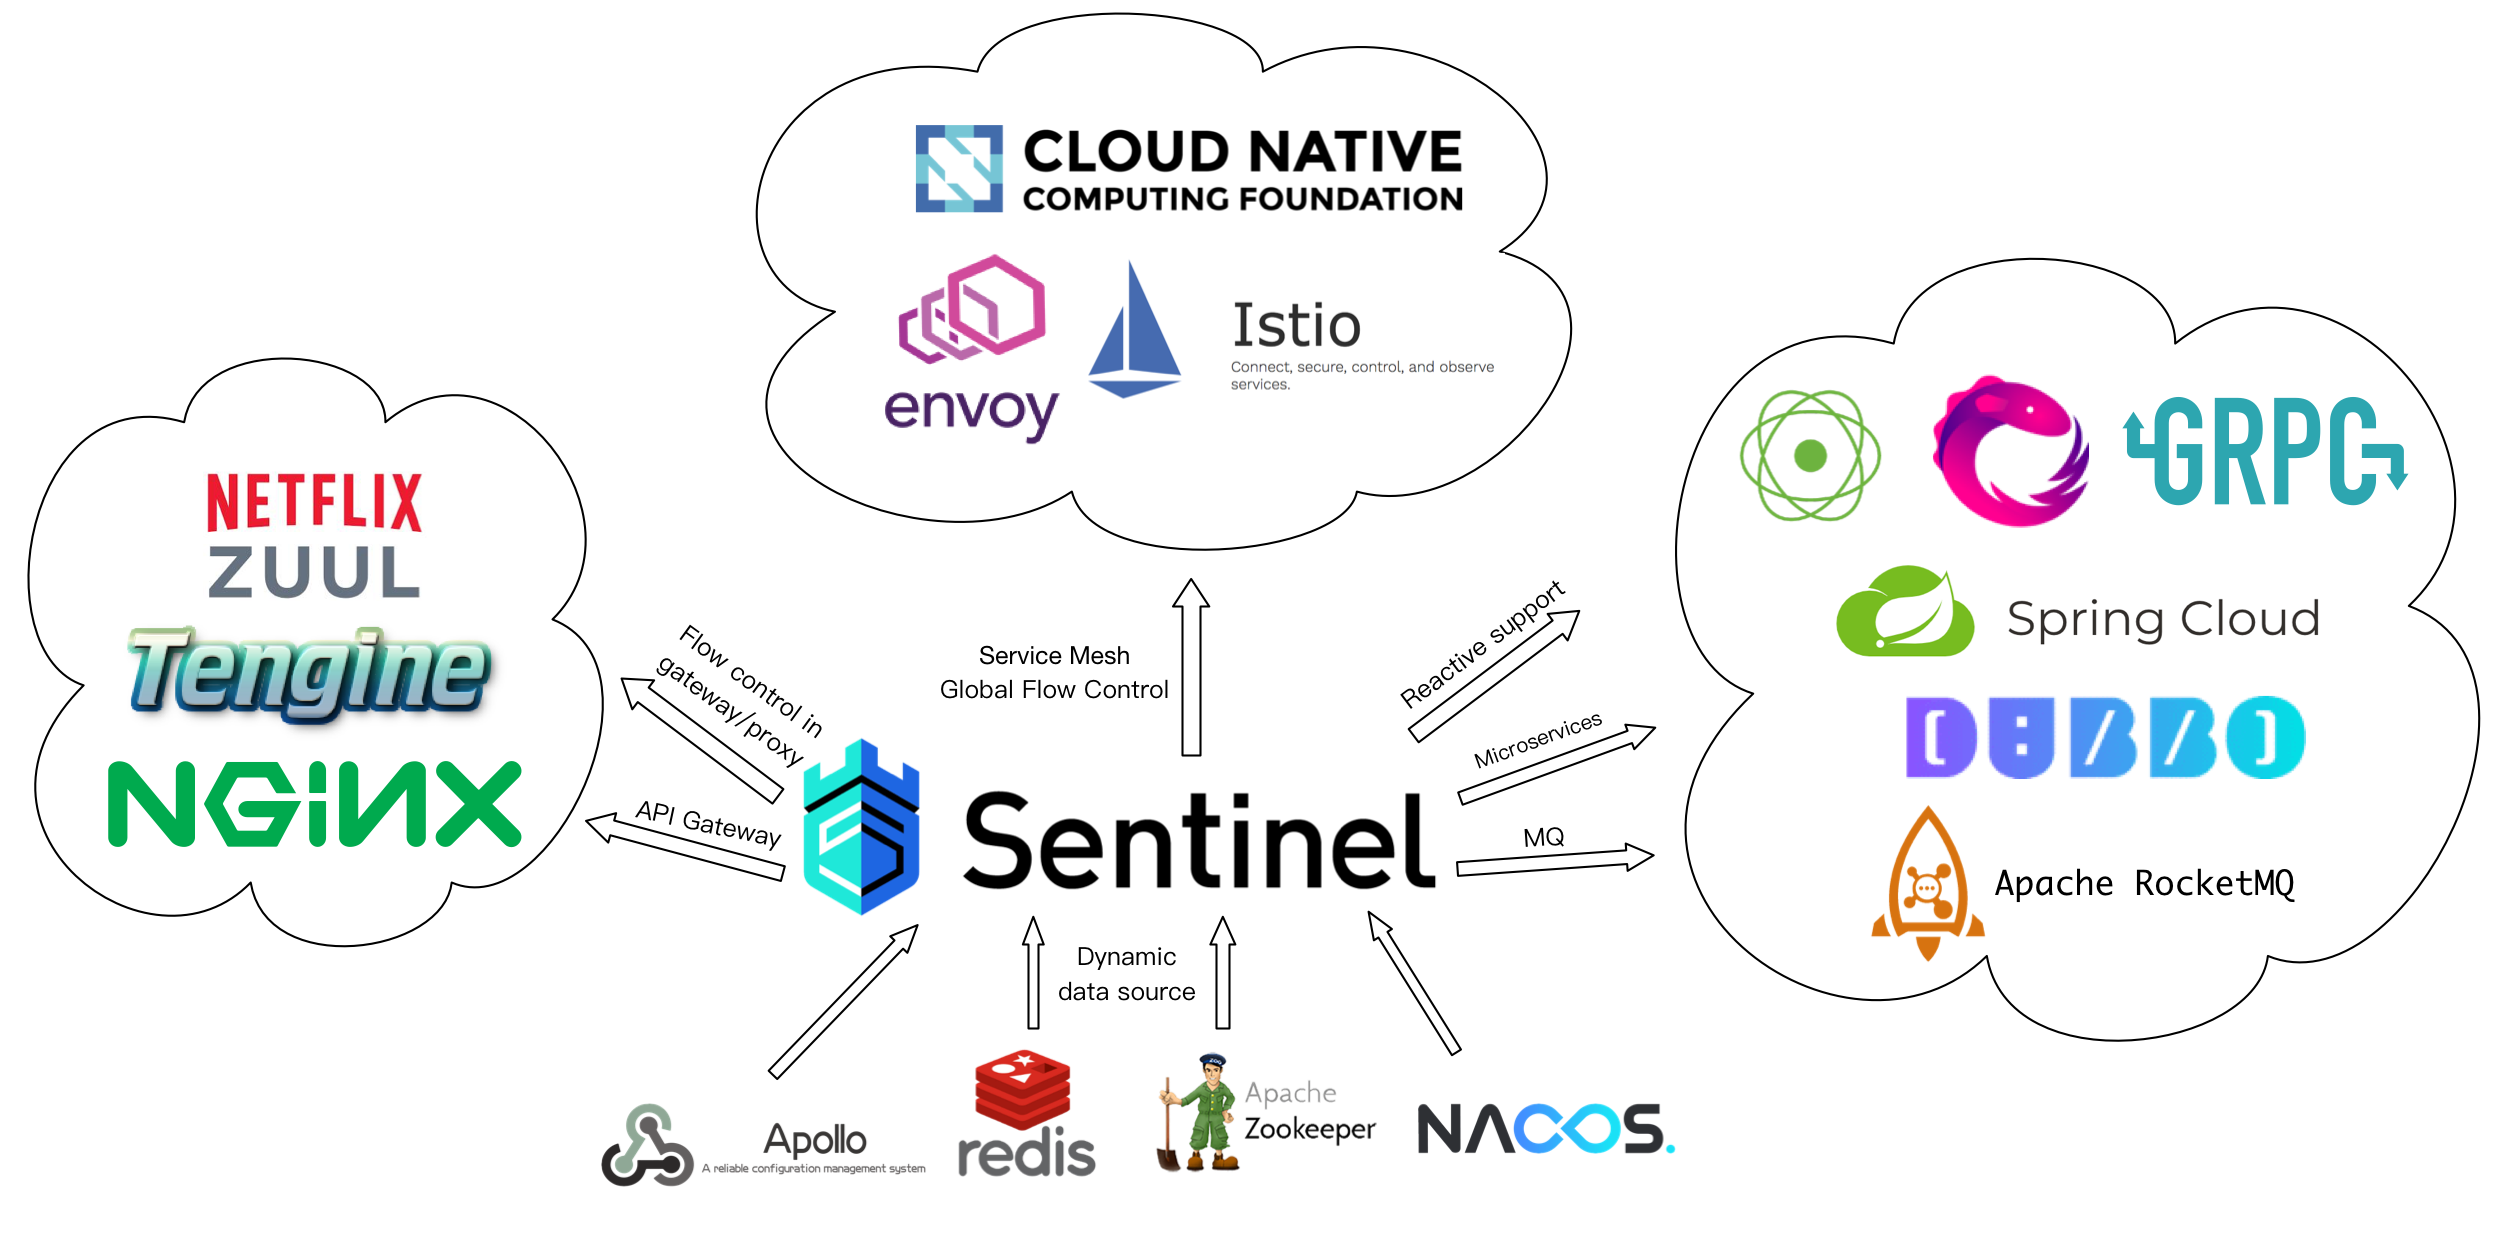 CLOUD NATIVE
COMPUTING FOUNDATION
envoy
Istio
Connect, secure, control, and observe
services.
NETFLIX
ZUUL
Tengine
NGINX
GRPC
Spring Cloud
DUBBO
Apache RocketMQ
Flow control in
gateway/proxy
API Gateway
Service Mesh
Global Flow Control
Reactive support
Microservices
MQ
Sentinel
Dynamic
data source
Apollo
A reliable configuration management system
redis
ZOO
Apache
Zookeeper
NACOS.